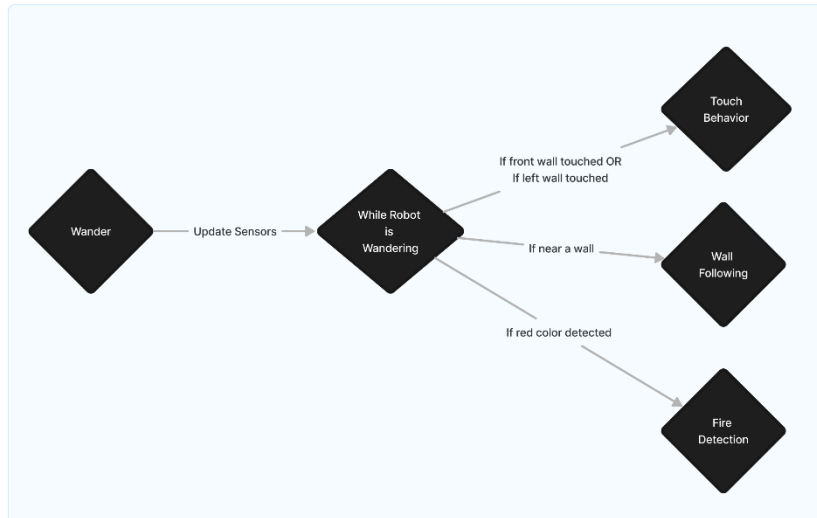 Wander
Update Sensors
While Robot
is
Wandering
If front wall touched OR
If left wall touched
Touch
Behavior
If near a wall
Wall
Following
If red color detected
Fire
Detection